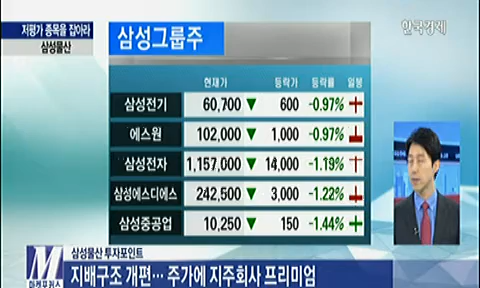 저평가 종목을 잡아라
삼성물산
한국경제
삼성그룹주
현재가 등락가 등락률 일봉
삼성전기 60,700 ▼ 600 -0.97%
에스원 102,000 ▼ 1,000 -0.97%
삼성전자 1,157,000 ▼ 14,000 -1.19%
삼성에스디에스 242,500 ▼ 3,000 -1.22%
삼성중공업 10,250 ▼ 150 -1.44%
M
마켓포커스
삼성물산 투자포인트
지배구조 개편··· 주가에 지주회사 프리미엄